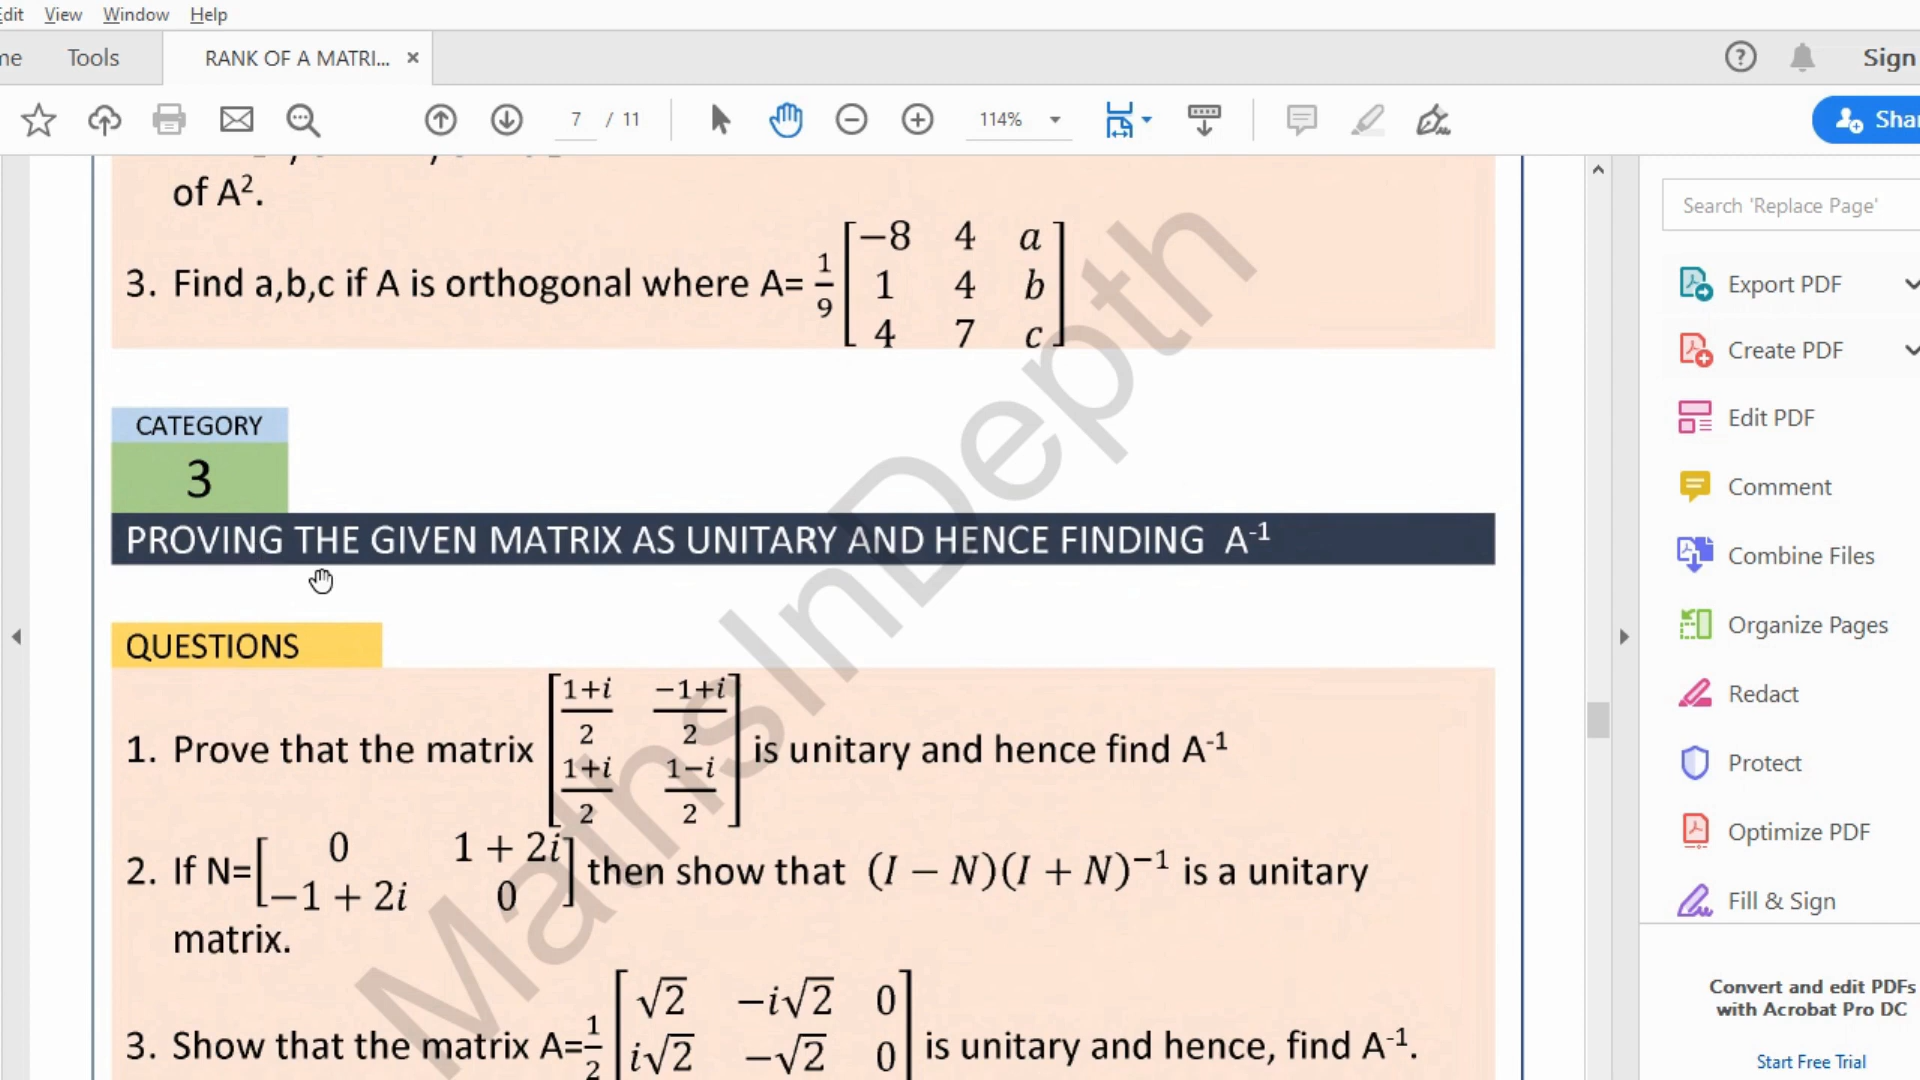 Edit View Window Help
me Tools RANK OF A MATRI... ×
Sign
7 / 11 114%
Shar
of A².
3. Find a,b,c if A is orthogonal where A= 1/9 [−8 4 a
1 4 b
4 7 c]
CATEGORY
3
PROVING THE GIVEN MATRIX AS UNITARY AND HENCE FINDING A⁻¹
QUESTIONS
1. Prove that the matrix [(1+i)/2 (−1+i)/2
(1+i)/2 (1−i)/2] is unitary and hence find A⁻¹
2. If N=[0 1 + 2i
−1 + 2i 0] then show that (I − N)(I + N)⁻¹ is a unitary
matrix.
3. Show that the matrix A=1/2 [√2 −i√2 0
i√2 −√2 0] is unitary and hence, find A⁻¹.
MathsInDepth
Search 'Replace Page'
Export PDF
Create PDF
Edit PDF
Comment
Combine Files
Organize Pages
Redact
Protect
Optimize PDF
Fill & Sign
Convert and edit PDFs
with Acrobat Pro DC
Start Free Trial